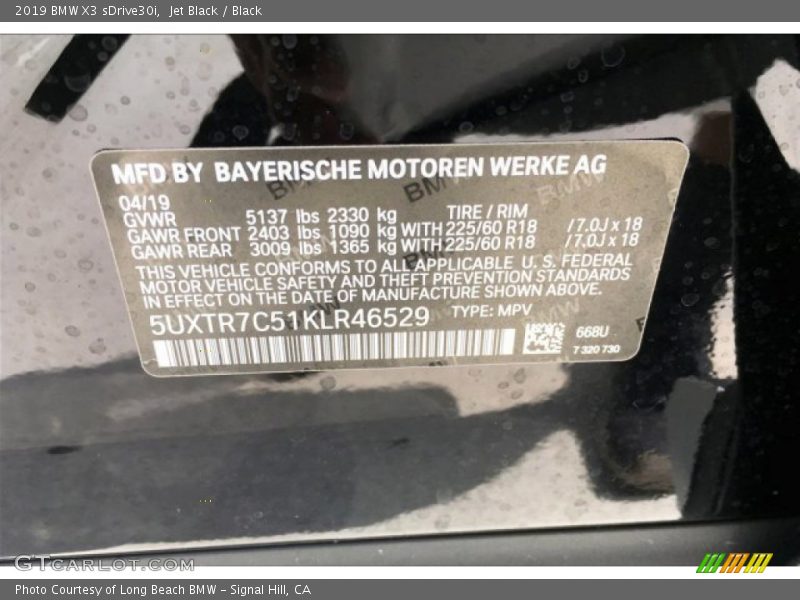 2019 BMW X3 sDrive30i,  Jet Black / Black
MFD BY BAYERISCHE MOTOREN WERKE AG
04/19
GVWR 5137 lbs 2330 kg TIRE / RIM
GAWR FRONT 2403 lbs 1090 kg WITH 225/60 R18 /7.0J x 18
GAWR REAR 3009 lbs 1365 kg WITH 225/60 R18 /7.0J x 18
THIS VEHICLE CONFORMS TO ALL APPLICABLE U. S. FEDERAL
MOTOR VEHICLE SAFETY AND THEFT PREVENTION STANDARDS
IN EFFECT ON THE DATE OF MANUFACTURE SHOWN ABOVE.
5UXTR7C51KLR46529 TYPE: MPV
668U
7 320 730
GTCARLOT.COM
Photo Courtesy of Long Beach BMW - Signal Hill, CA